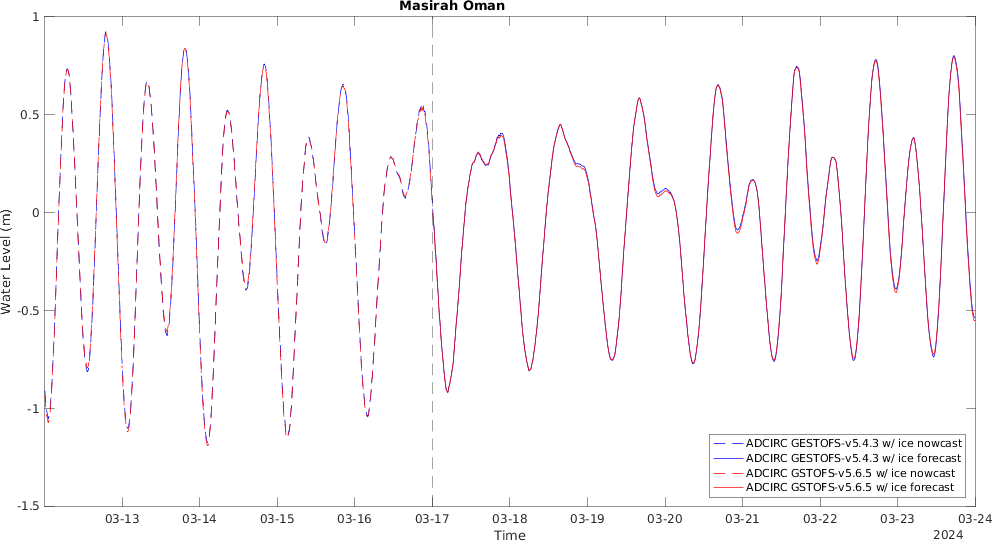 Masirah Oman
1
0.5
0
-0.5
-1
-1.5
Water Level (m)
03-13 03-14 03-15 03-16 03-17 03-18 03-19 03-20 03-21 03-22 03-23 03-24
Time
2024
ADCIRC GESTOFS-v5.4.3 w/ ice nowcast
ADCIRC GESTOFS-v5.4.3 w/ ice forecast
ADCIRC GSTOFS-v5.6.5 w/ ice nowcast
ADCIRC GSTOFS-v5.6.5 w/ ice forecast